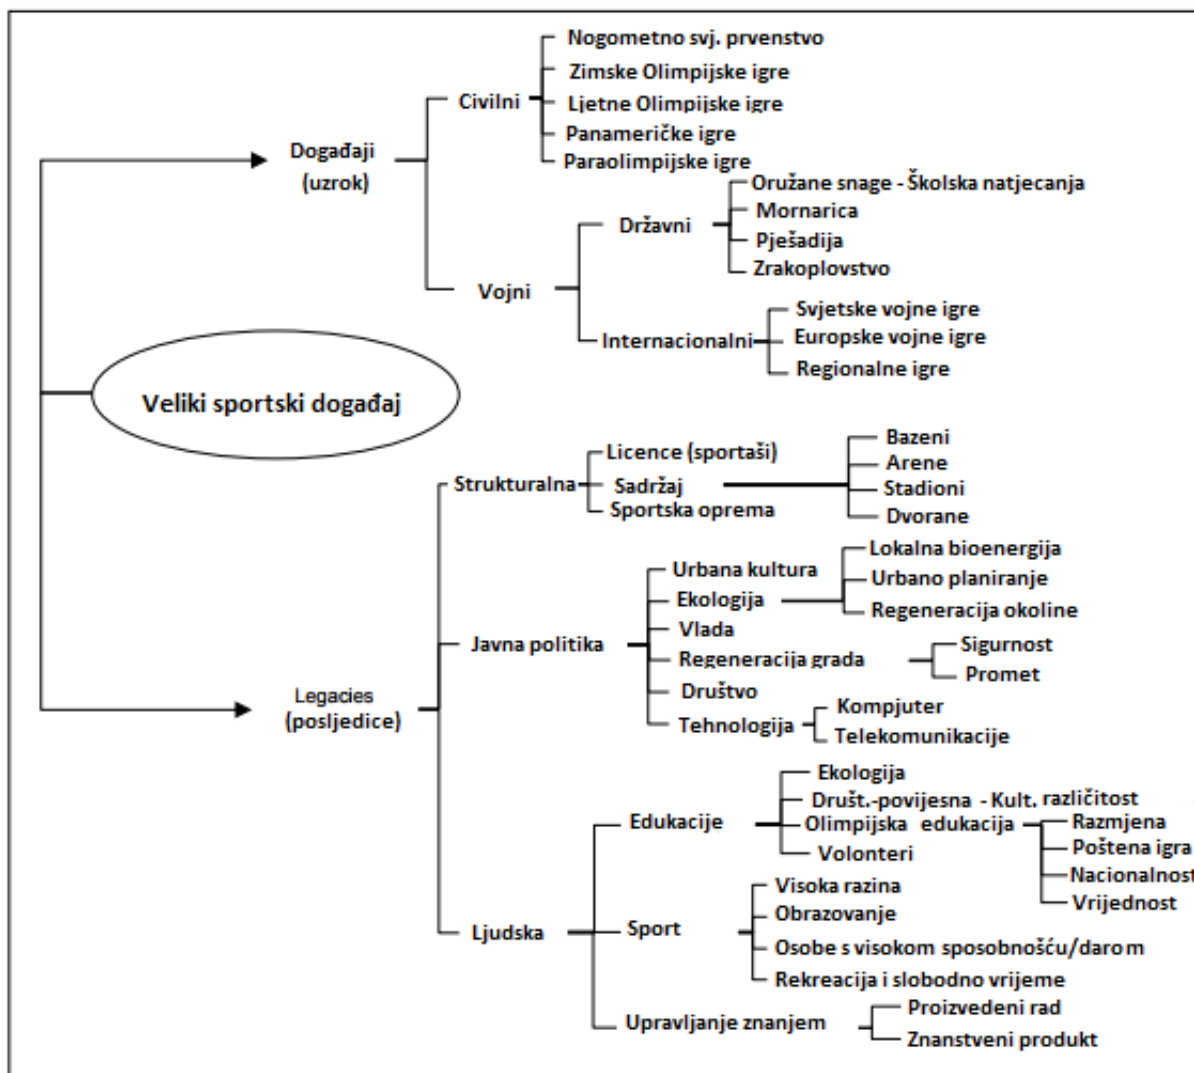 Nogometno svj. prvenstvo
Zimske Olimpijske igre
Civilni
Ljetne Olimpijske igre
Panameričke igre
Događaji
(uzrok)
Paraolimpijske igre
Oružane snage - Školska natjecanja
Mornarica
Državni
Pješadija
Zrakoplovstvo
Vojni
Svjetske vojne igre
Internacionalni
Europske vojne igre
Regionalne igre
Veliki sportski događaj
Bazeni
Licence (sportaši)
Arene
Strukturalna
Sadržaj
Stadioni
Sportska oprema
Dvorane
Lokalna bioenergija
Urbana kultura
Urbano planiranje
Ekologija
Regeneracija okoline
Vlada
Javna politika
Sigurnost
Regeneracija grada
Promet
Društvo
Legacies
(posljedice)
Kompjuter
Tehnologija
Telekomunikacije
Ekologija
Društ.-povijesna - Kult. različitost
Edukacije
Olimpijska edukacija
Razmjena
Poštena igra
Volonteri
Nacionalnost
Vrijednost
Visoka razina
Obrazovanje
Ljudska
Sport
Osobe s visokom sposobnošću/darom
Rekreacija i slobodno vrijeme
Proizvedeni rad
Upravljanje znanjem
Znanstveni produkt